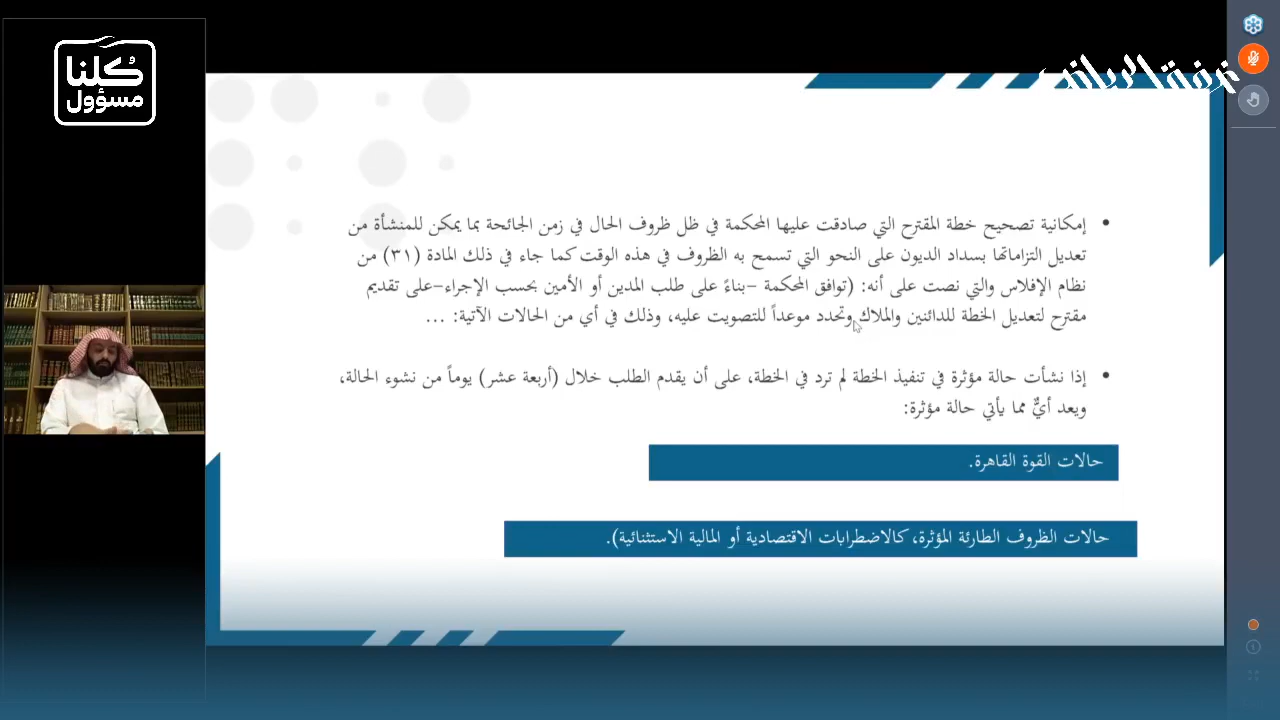 كُلنا
مسؤول
غرفة الرياض
إمكانية تصحيح خطة المقترح التي صادقت عليها المحكمة في ظل ظروف الحال في زمن الجائحة بما يمكن للمنشأة من
تعديل التزاماتها بسداد الديون على النحو التي تسمح به الظروف في هذه الوقت كما جاء في ذلك المادة (٣١) من
نظام الإفلاس والتي نصت على أنه: (توافق المحكمة -بناءً على طلب المدين أو الأمين بحسب الإجراء-على تقديم
مقترح لتعديل الخطة للدائنين والملاك وتحدد موعداً للتصويت عليه، وذلك في أي من الحالات الآتية: ...
إذا نشأت حالة مؤثرة في تنفيذ الخطة لم ترد في الخطة، على أن يقدم الطلب خلال (أربعة عشر) يوماً من نشوء الحالة،
ويعد أيٌّ مما يأتي حالة مؤثرة:
حالات القوة القاهرة.
حالات الظروف الطارئة المؤثرة، كالاضطرابات الاقتصادية أو المالية الاستثنائية).